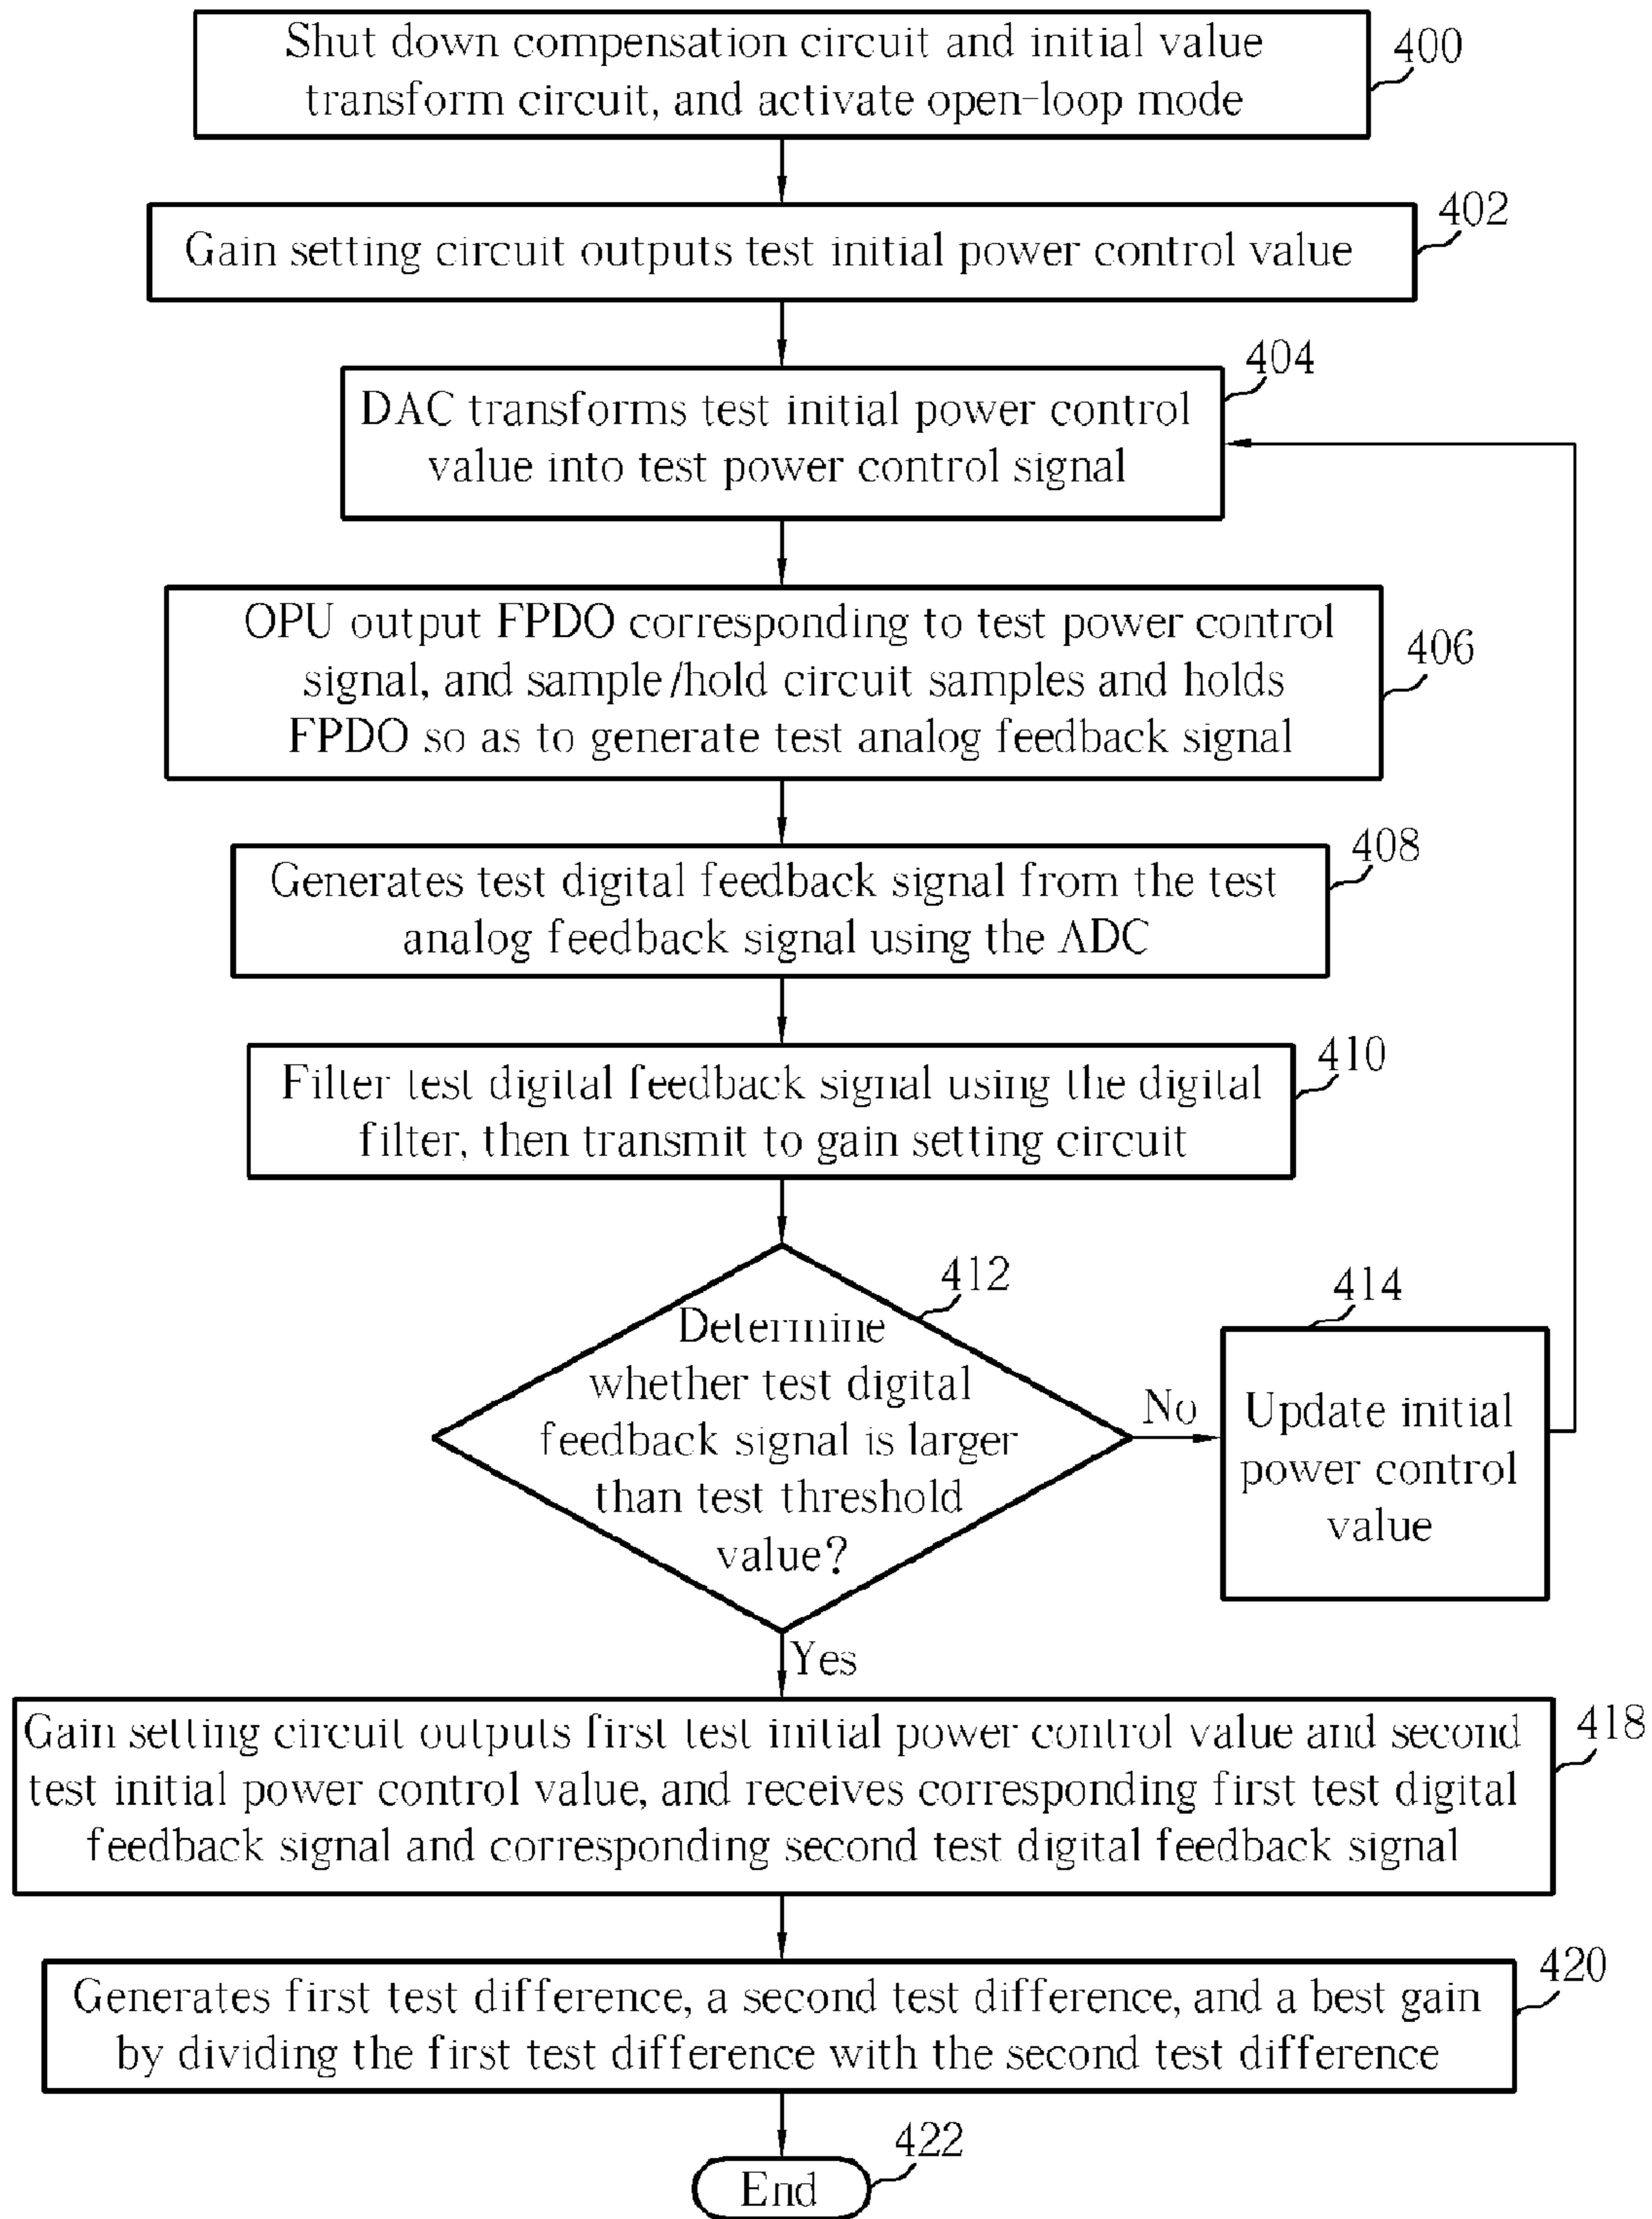 Shut down compensation circuit and initial value
transform circuit, and activate open-loop mode
400
402
Gain setting circuit outputs test initial power control value
404
DAC transforms test initial power control
value into test power control signal
OPU output FPDO corresponding to test power control
signal, and sample/hold circuit samples and holds
FPDO so as to generate test analog feedback signal
406
408
Generates test digital feedback signal from the test
analog feedback signal using the ADC
410
Filter test digital feedback signal using the digital
filter, then transmit to gain setting circuit
412
Determine
whether test digital
feedback signal is larger
than test threshold
value?
No
414
Update initial
power control
value
Yes
418
Gain setting circuit outputs first test initial power control value and second
test initial power control value, and receives corresponding first test digital
feedback signal and corresponding second test digital feedback signal
420
Generates first test difference, a second test difference, and a best gain
by dividing the first test difference with the second test difference
422
End